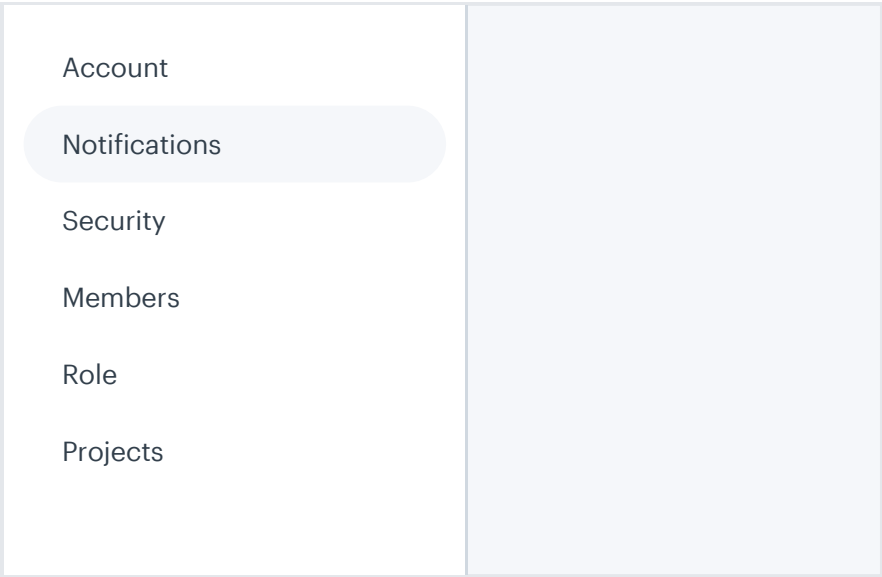 Account
Notifications
Security
Members
Role
Projects